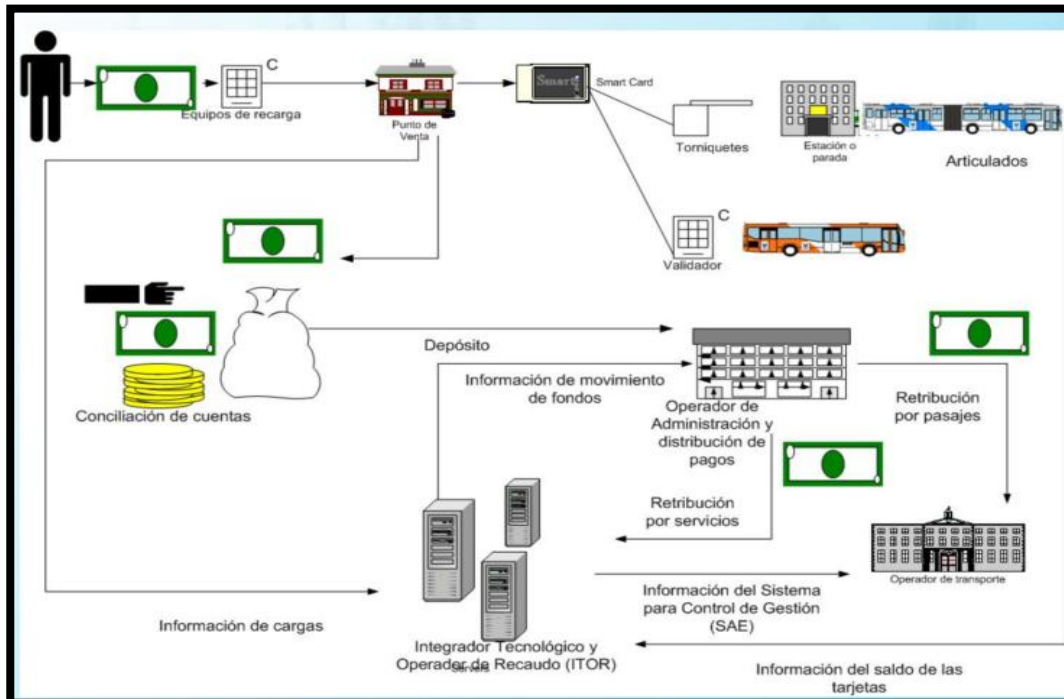 C
Equipos de recarga
Punto de
Venta
Smart
Smart Card
Torniquetes
Estación o
parada
Articulados
C
Validador
Depósito
Conciliación de cuentas
Información de movimiento
de fondos
Operador de
Administración y
distribución de
pagos
Retribución
por pasajes
Retribución
por servicios
Operador de transporte
Información de cargas
Integrador Tecnológico y
Operador de Recaudo (ITOR)
Servers
Información del Sistema
para Control de Gestión
(SAE)
Información del saldo de las
tarjetas